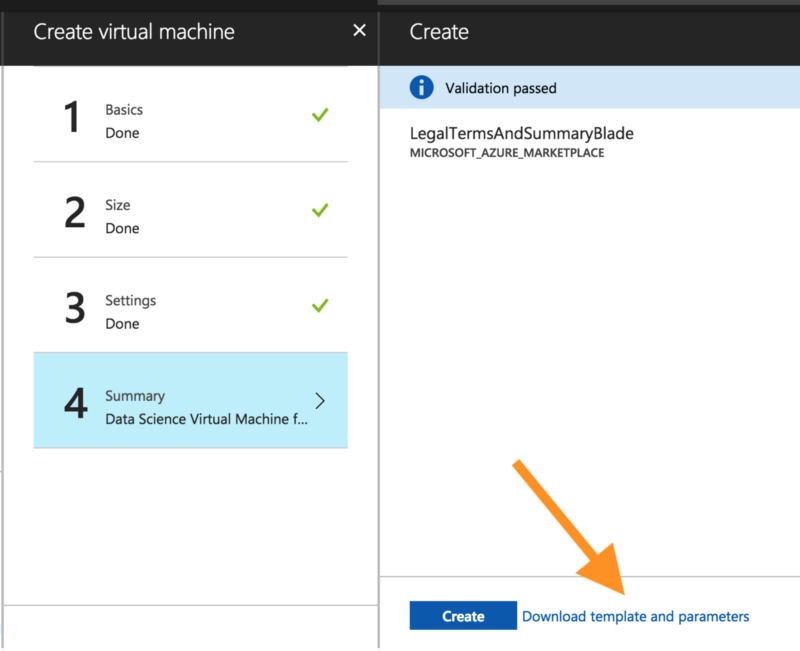 Create virtual machine
×
1
Basics
Done
2
Size
Done
3
Settings
Done
4
Summary
Data Science Virtual Machine f...
Create
Validation passed
LegalTermsAndSummaryBlade
MICROSOFT_AZURE_MARKETPLACE
Create
Download template and parameters